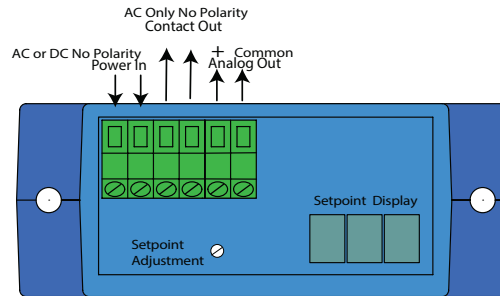 AC Only No Polarity
Contact Out
AC or DC No Polarity
Power In
+ Common
Analog Out
Setpoint Display
Setpoint
Adjustment